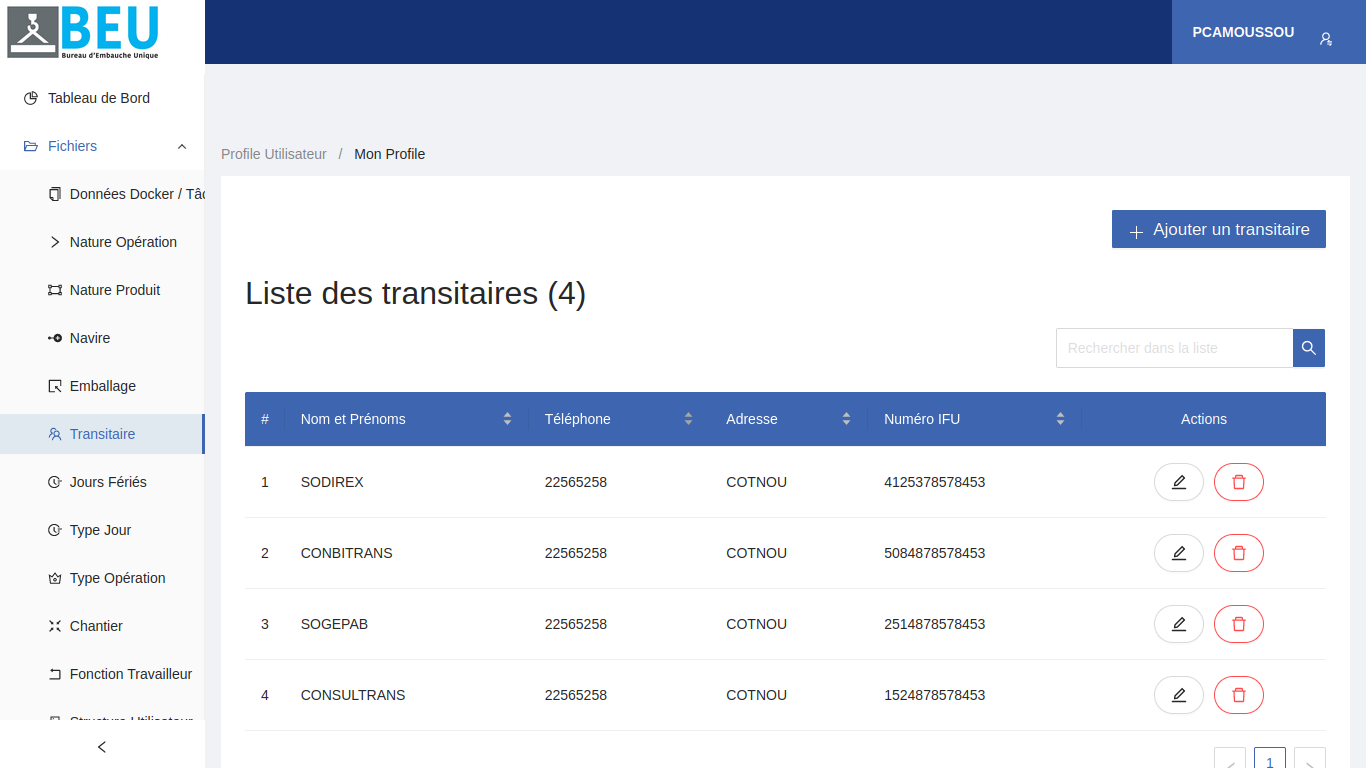 BEU
Bureau d'Embauche Unique
PCAMOUSSOU
Tableau de Bord
Fichiers
Données Docker / Tâc
Nature Opération
Nature Produit
Navire
Emballage
Transitaire
Jours Fériés
Type Jour
Type Opération
Chantier
Fonction Travailleur
Structure Utilisateur
Profile Utilisateur / Mon Profile
Ajouter un transitaire
Liste des transitaires (4)
Rechercher dans la liste
# Nom et Prénoms Téléphone Adresse Numéro IFU Actions
1 SODIREX 22565258 COTNOU 4125378578453
2 CONBITRANS 22565258 COTNOU 5084878578453
3 SOGEPAB 22565258 COTNOU 2514878578453
4 CONSULTRANS 22565258 COTNOU 1524878578453
1